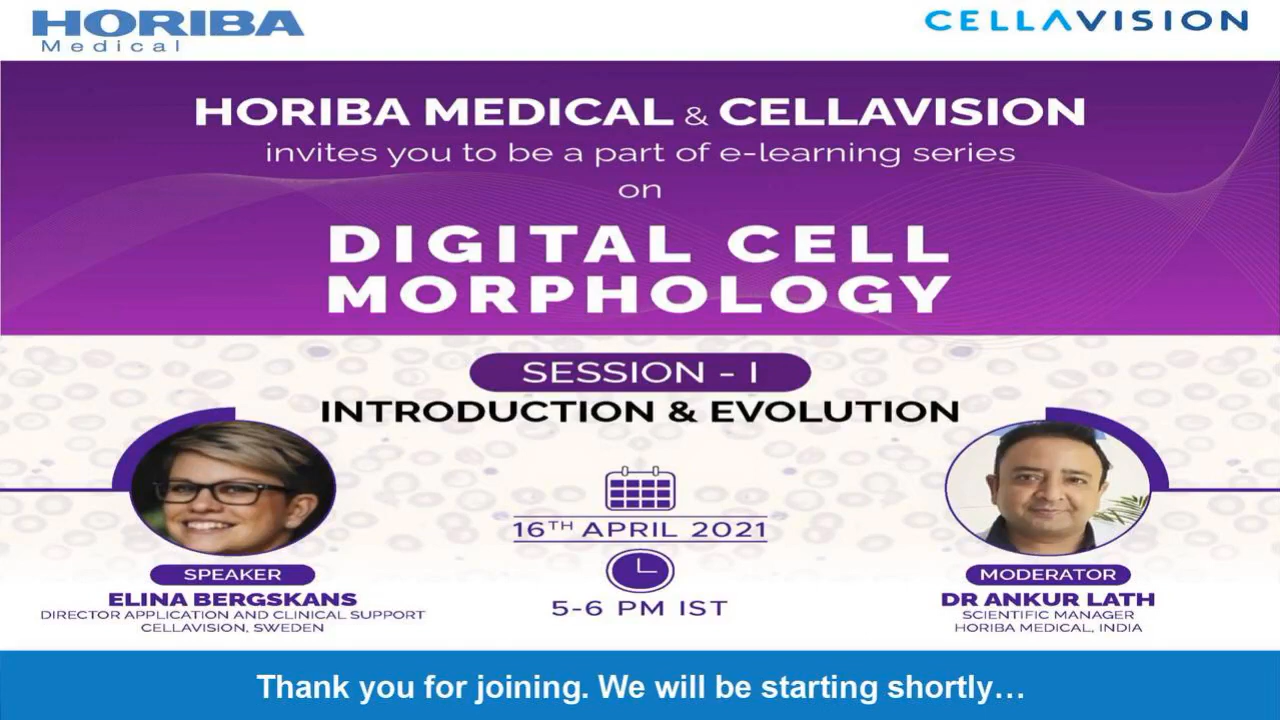 HORIBA
Medical
CELLAVISION
HORIBA MEDICAL & CELLAVISION
invites you to be a part of e-learning series
on
DIGITAL CELL
MORPHOLOGY
SESSION - I
INTRODUCTION & EVOLUTION
16TH APRIL 2021
5-6 PM IST
SPEAKER
ELINA BERGSKANS
DIRECTOR APPLICATION AND CLINICAL SUPPORT
CELLAVISION, SWEDEN
MODERATOR
DR ANKUR LATH
SCIENTIFIC MANAGER
HORIBA MEDICAL, INDIA
Thank you for joining. We will be starting shortly...